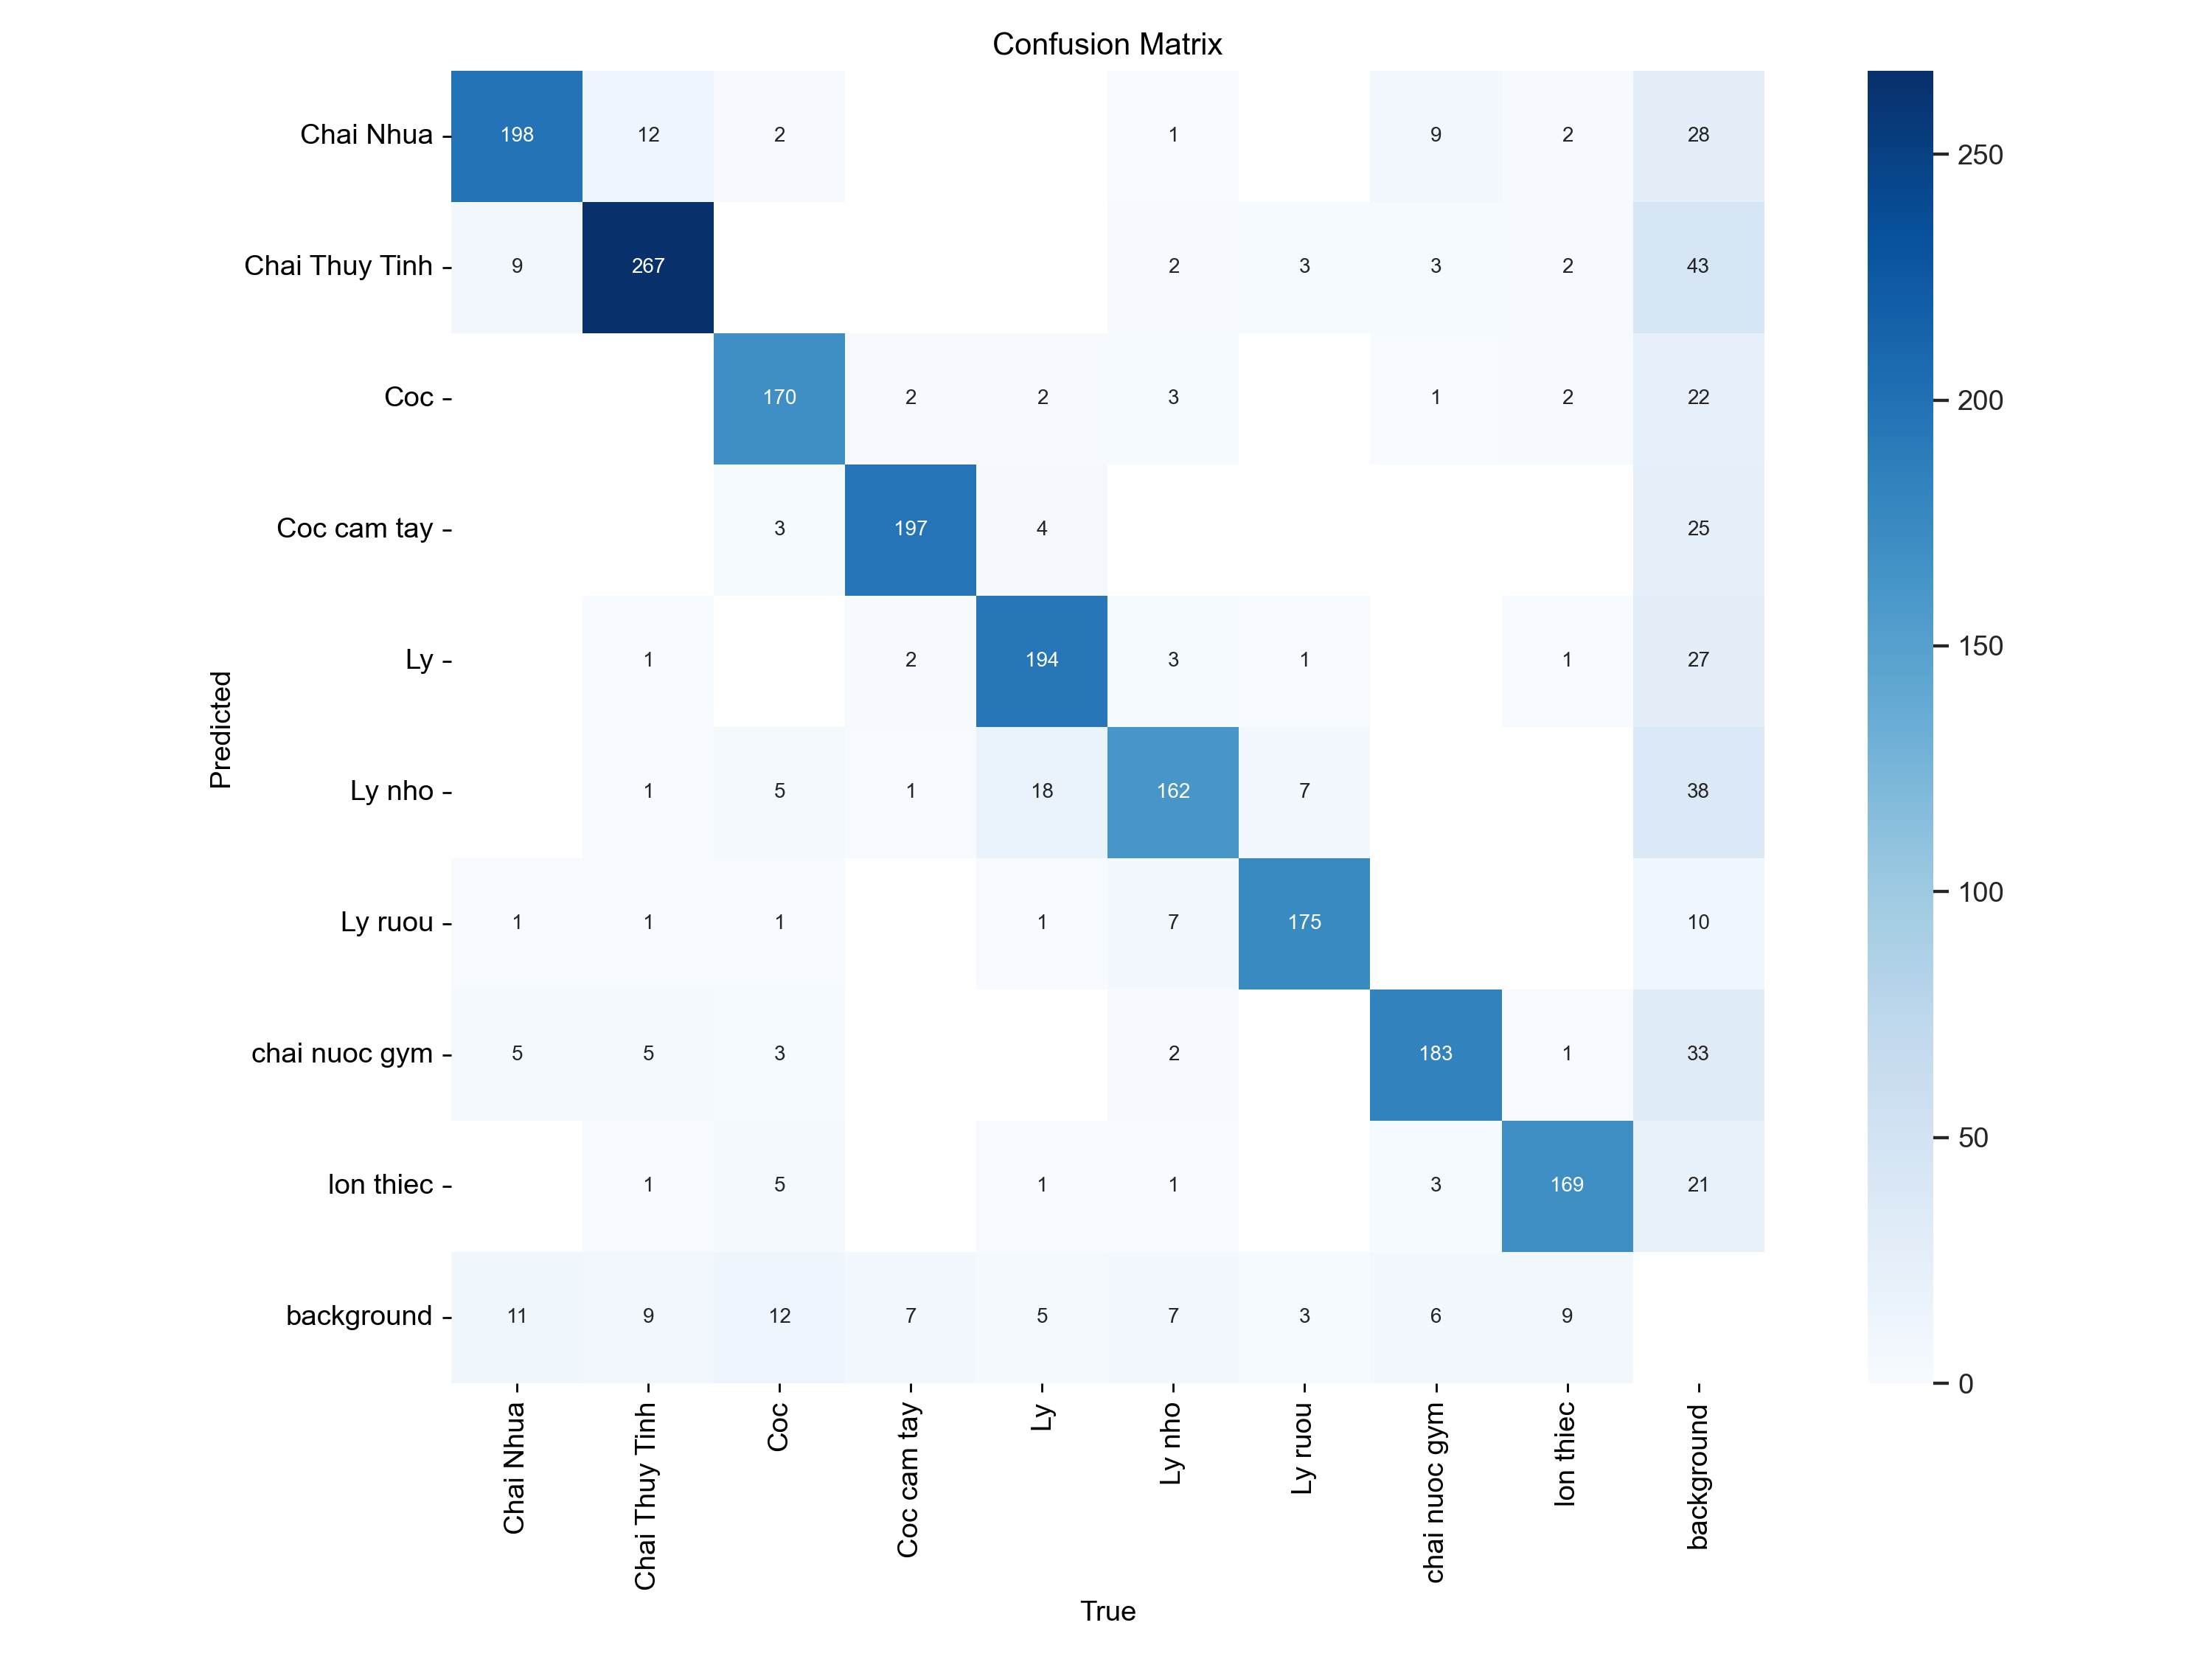 Confusion Matrix
Chai Nhua 198 12 2 1 9 2 28
Chai Thuy Tinh 9 267 2 3 3 2 43
Coc 170 2 2 3 1 2 22
Coc cam tay 3 197 4 25
Ly 1 2 194 3 1 1 27
Ly nho 1 5 1 18 162 7 38
Ly ruou 1 1 1 1 7 175 10
chai nuoc gym 5 5 3 2 183 1 33
lon thiec 1 5 1 1 3 169 21
background 11 9 12 7 5 7 3 6 9
Predicted
Chai Nhua
Chai Thuy Tinh
Coc
Coc cam tay
Ly
Ly nho
Ly ruou
chai nuoc gym
lon thiec
background
True
250
200
150
100
50
0